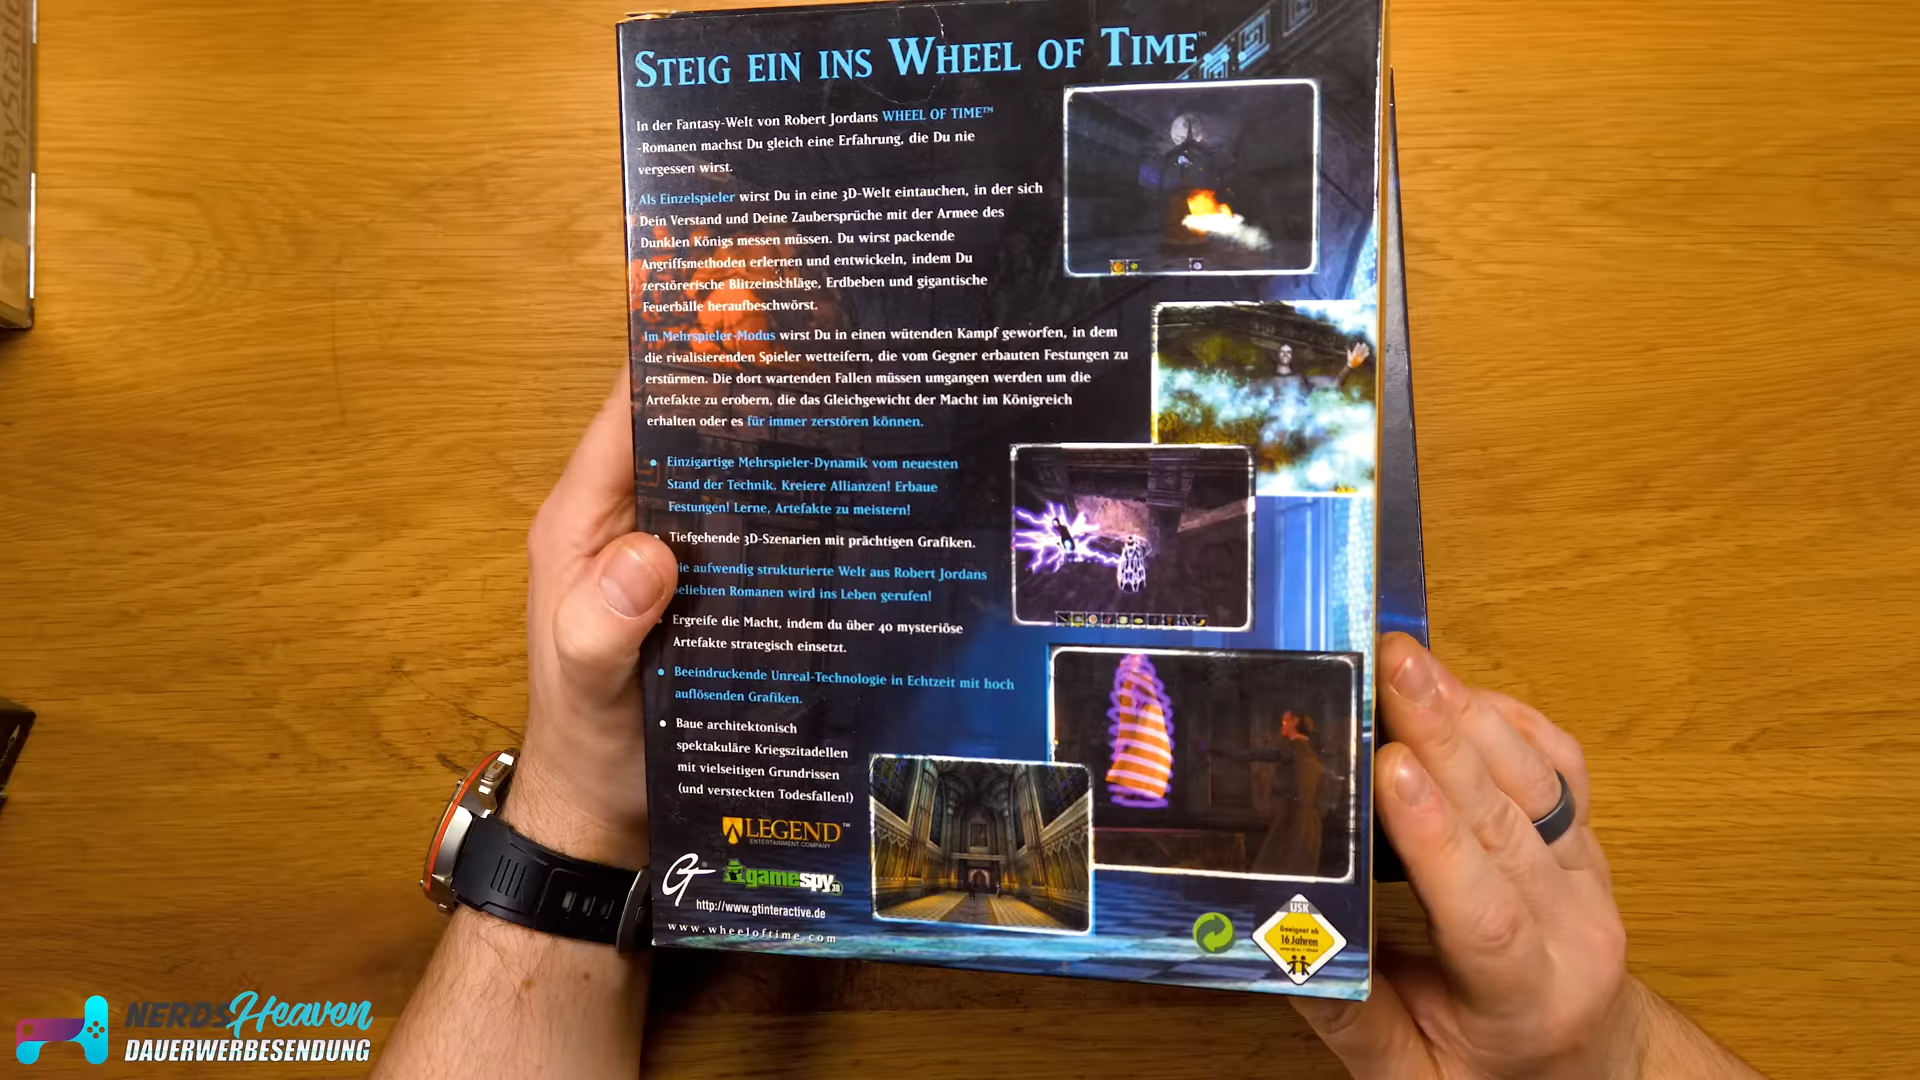 PlayStation
STEIG EIN INS WHEEL OF TIME™
In der Fantasy-Welt von Robert Jordans WHEEL OF TIME™
-Romanen machst Du gleich eine Erfahrung, die Du nie
vergessen wirst.
Als Einzelspieler wirst Du in eine 3D-Welt eintauchen, in der sich
Dein Verstand und Deine Zaubersprüche mit der Armee des
Dunklen Königs messen müssen. Du wirst packende
Angriffsmethoden erlernen und entwickeln, indem Du
zerstörerische Blitzeinschläge, Erdbeben und gigantische
Feuerbälle heraufbeschwörst.
Im Mehrspieler-Modus wirst Du in einen wütenden Kampf geworfen, in dem
die rivalisierenden Spieler wetteifern, die vom Gegner erbauten Festungen zu
erstürmen. Die dort wartenden Fallen müssen umgangen werden um die
Artefakte zu erobern, die das Gleichgewicht der Macht im Königreich
erhalten oder es für immer zerstören können.
• Einzigartige Mehrspieler-Dynamik vom neuesten
Stand der Technik. Kreiere Allianzen! Erbaue
Festungen! Lerne, Artefakte zu meistern!
• Tiefgehende 3D-Szenarien mit prächtigen Grafiken.
ie aufwendig strukturierte Welt aus Robert Jordans
beliebten Romanen wird ins Leben gerufen!
• Ergreife die Macht, indem du über 40 mysteriöse
Artefakte strategisch einsetzt.
• Beeindruckende Unreal-Technologie in Echtzeit mit hoch
auflösenden Grafiken.
• Baue architektonisch
spektakuläre Kriegszitadellen
mit vielseitigen Grundrissen
(und versteckten Todesfallen!)
LEGEND™
ENTERTAINMENT COMPANY
GT®
gamespy3D
http://www.gtinteractive.de
www.wheeloftime.com
USK
Geeignet ab
16 Jahren
NERDSHeaven
DAUERWERBESENDUNG